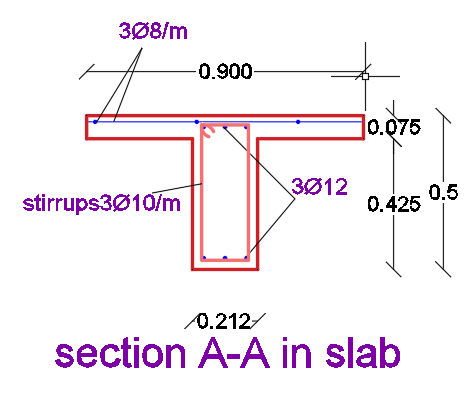 3Ø8/m
0.900
0.075
3Ø12
stirrups3Ø10/m
0.425
0.5
0.212
section A-A in slab